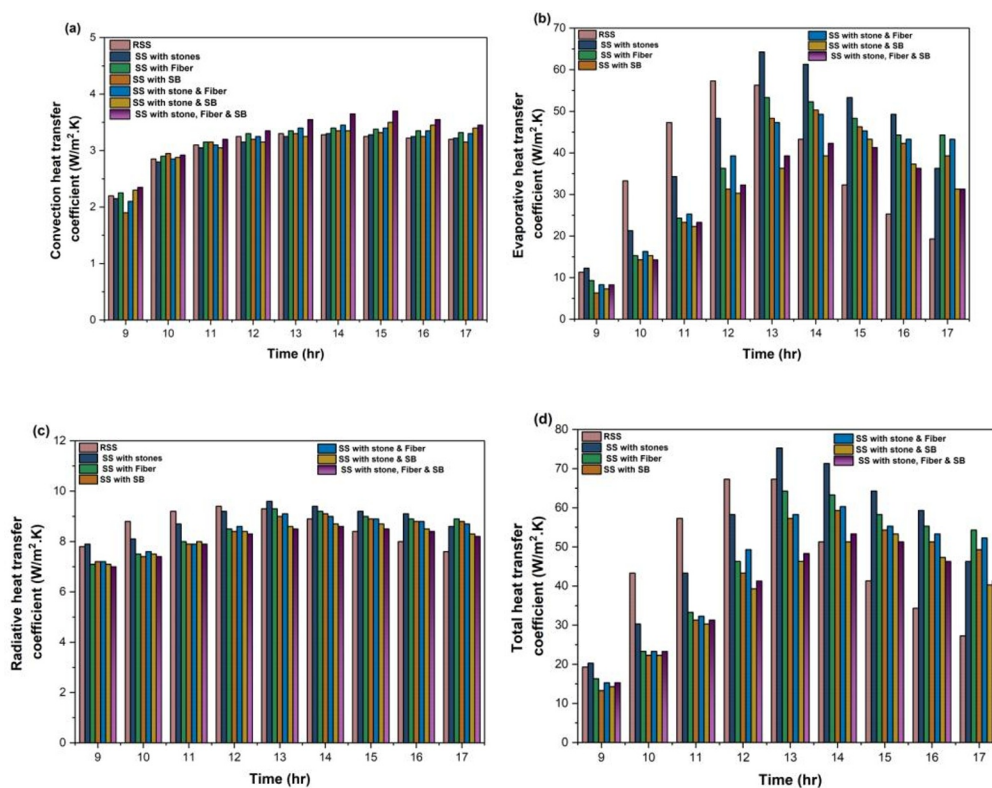 (a)
RSS
SS with stones
SS with Fiber
SS with SB
SS with stone & Fiber
SS with stone & SB
SS with stone, Fiber & SB
5
4
3
2
1
0
Convection heat transfer
coefficient (W/m².K)
9 10 11 12 13 14 15 16 17
Time (hr)
(b)
RSS
SS with stones
SS with Fiber
SS with SB
SS with stone & Fiber
SS with stone & SB
SS with stone, Fiber & SB
70
60
50
40
30
20
10
0
Evaporative heat transfer
coefficient (W/m².K)
9 10 11 12 13 14 15 16 17
Time (hr)
(c)
RSS
SS with stones
SS with Fiber
SS with SB
SS with stone & Fiber
SS with stone & SB
SS with stone, Fiber & SB
12
10
8
6
4
2
0
Radiative heat transfer
coefficient (W/m².K)
9 10 11 12 13 14 15 16 17
Time (hr)
(d)
RSS
SS with stones
SS with Fiber
SS with SB
SS with stone & Fiber
SS with stone & SB
SS with stone, Fiber & SB
80
70
60
50
40
30
20
10
0
Total heat transfer
coefficient (W/m².K)
9 10 11 12 13 14 15 16 17
Time (hr)